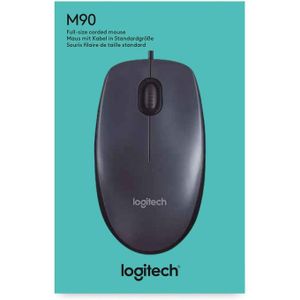 M90
Full-size corded mouse
Maus mit Kabel in Standardgröße
Souris filaire de taille standard
logitech
logitech